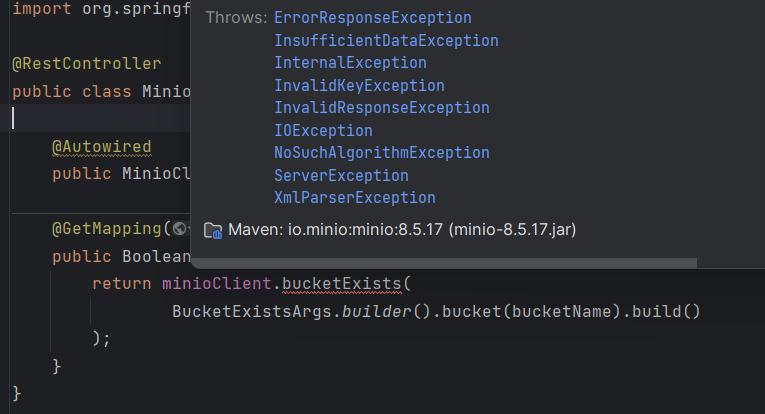 import org.springf
Throws: ErrorResponseException
InsufficientDataException
InternalException
InvalidKeyException
InvalidResponseException
IOException
NoSuchAlgorithmException
ServerException
XmlParserException
Maven: io.minio:minio:8.5.17 (minio-8.5.17.jar)
@RestController
public class Minio
@Autowired
public MinioCl
@GetMapping(
public Boolean
return minioClient.bucketExists(
BucketExistsArgs.builder().bucket(bucketName).build()
);
}
}